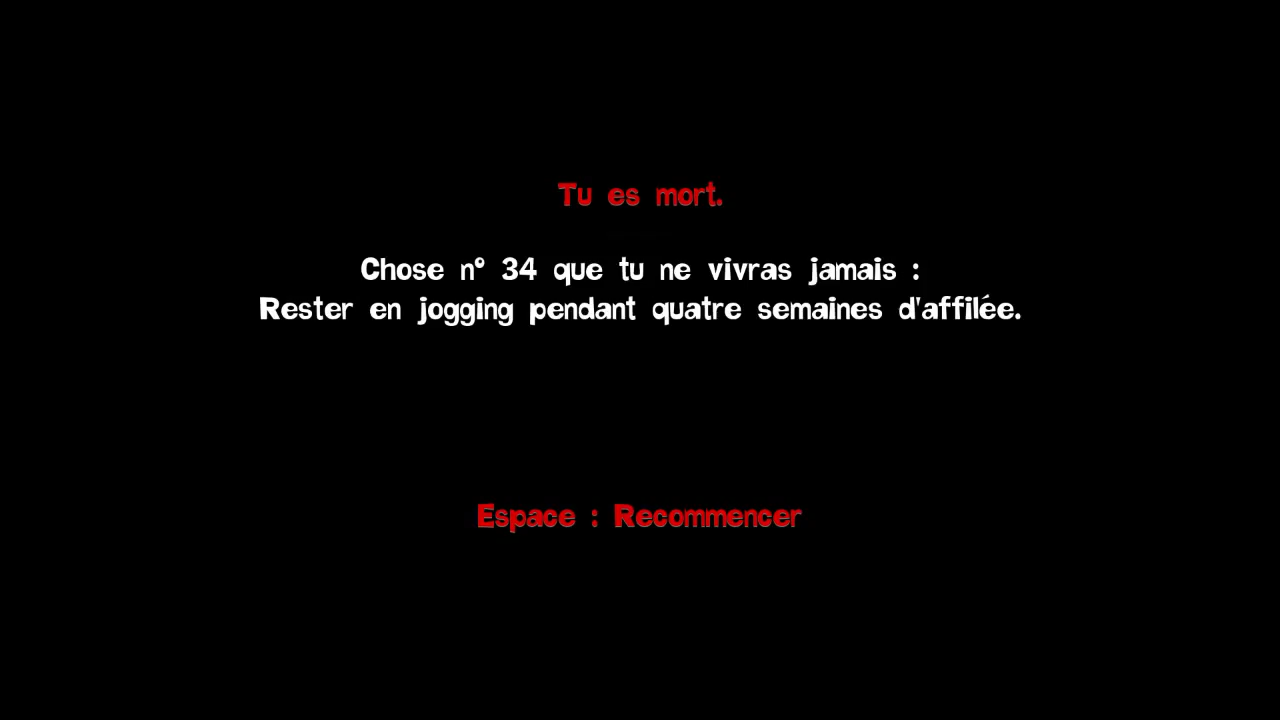 Tu es mort.
Chose n° 34 que tu ne vivras jamais :
Rester en jogging pendant quatre semaines d'affilée.
Espace : Recommencer